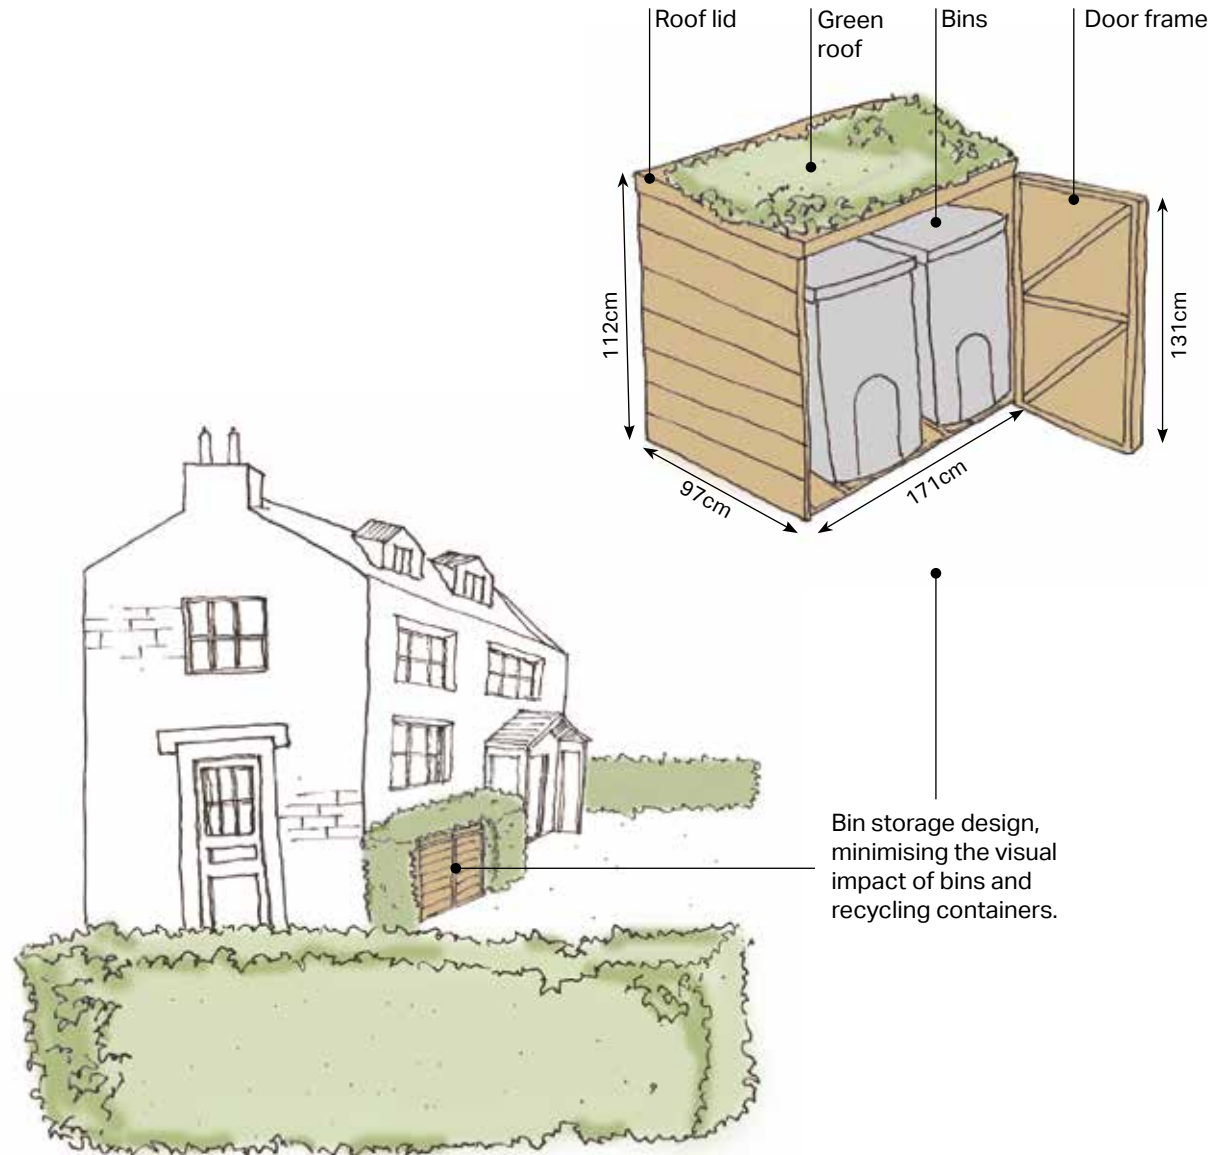 Roof lid
Green
roof
Bins
Door frame
112cm
131cm
97cm
171cm
Bin storage design,
minimising the visual
impact of bins and
recycling containers.